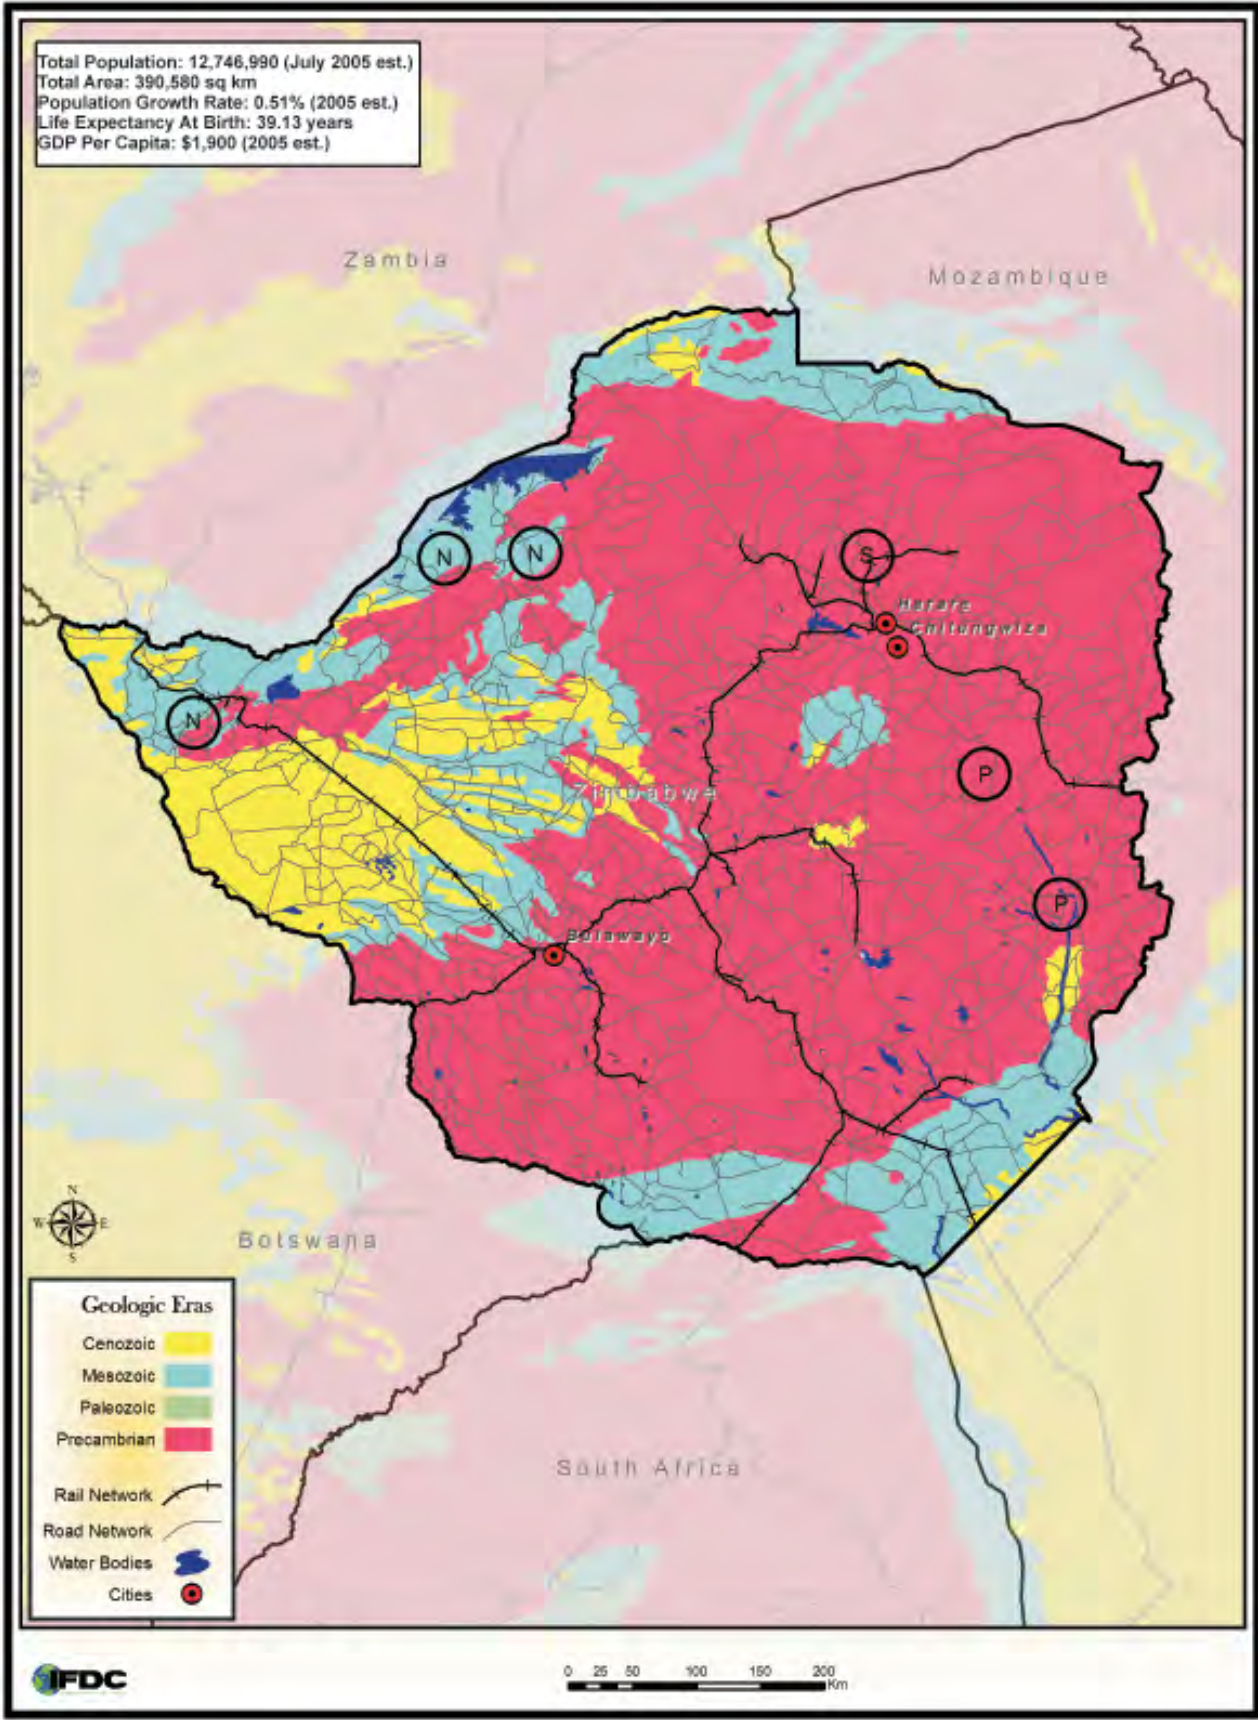 Total Population: 12,746,990 (July 2005 est.)
Total Area: 390,580 sq km
Population Growth Rate: 0.51% (2005 est.)
Life Expectancy At Birth: 39.13 years
GDP Per Capita: $1,900 (2005 est.)
Zambia
Mozambique
N
N
S
Harare
Chitungwiza
N
P
Zimbabwe
P
Bulawayo
N
W
E
S
Botswana
Geologic Eras
Cenozoic
Mesozoic
Paleozoic
Precambrian
Rail Network
Road Network
Water Bodies
Cities
South Africa
IFDC
0 25 50 100 150 200
Km